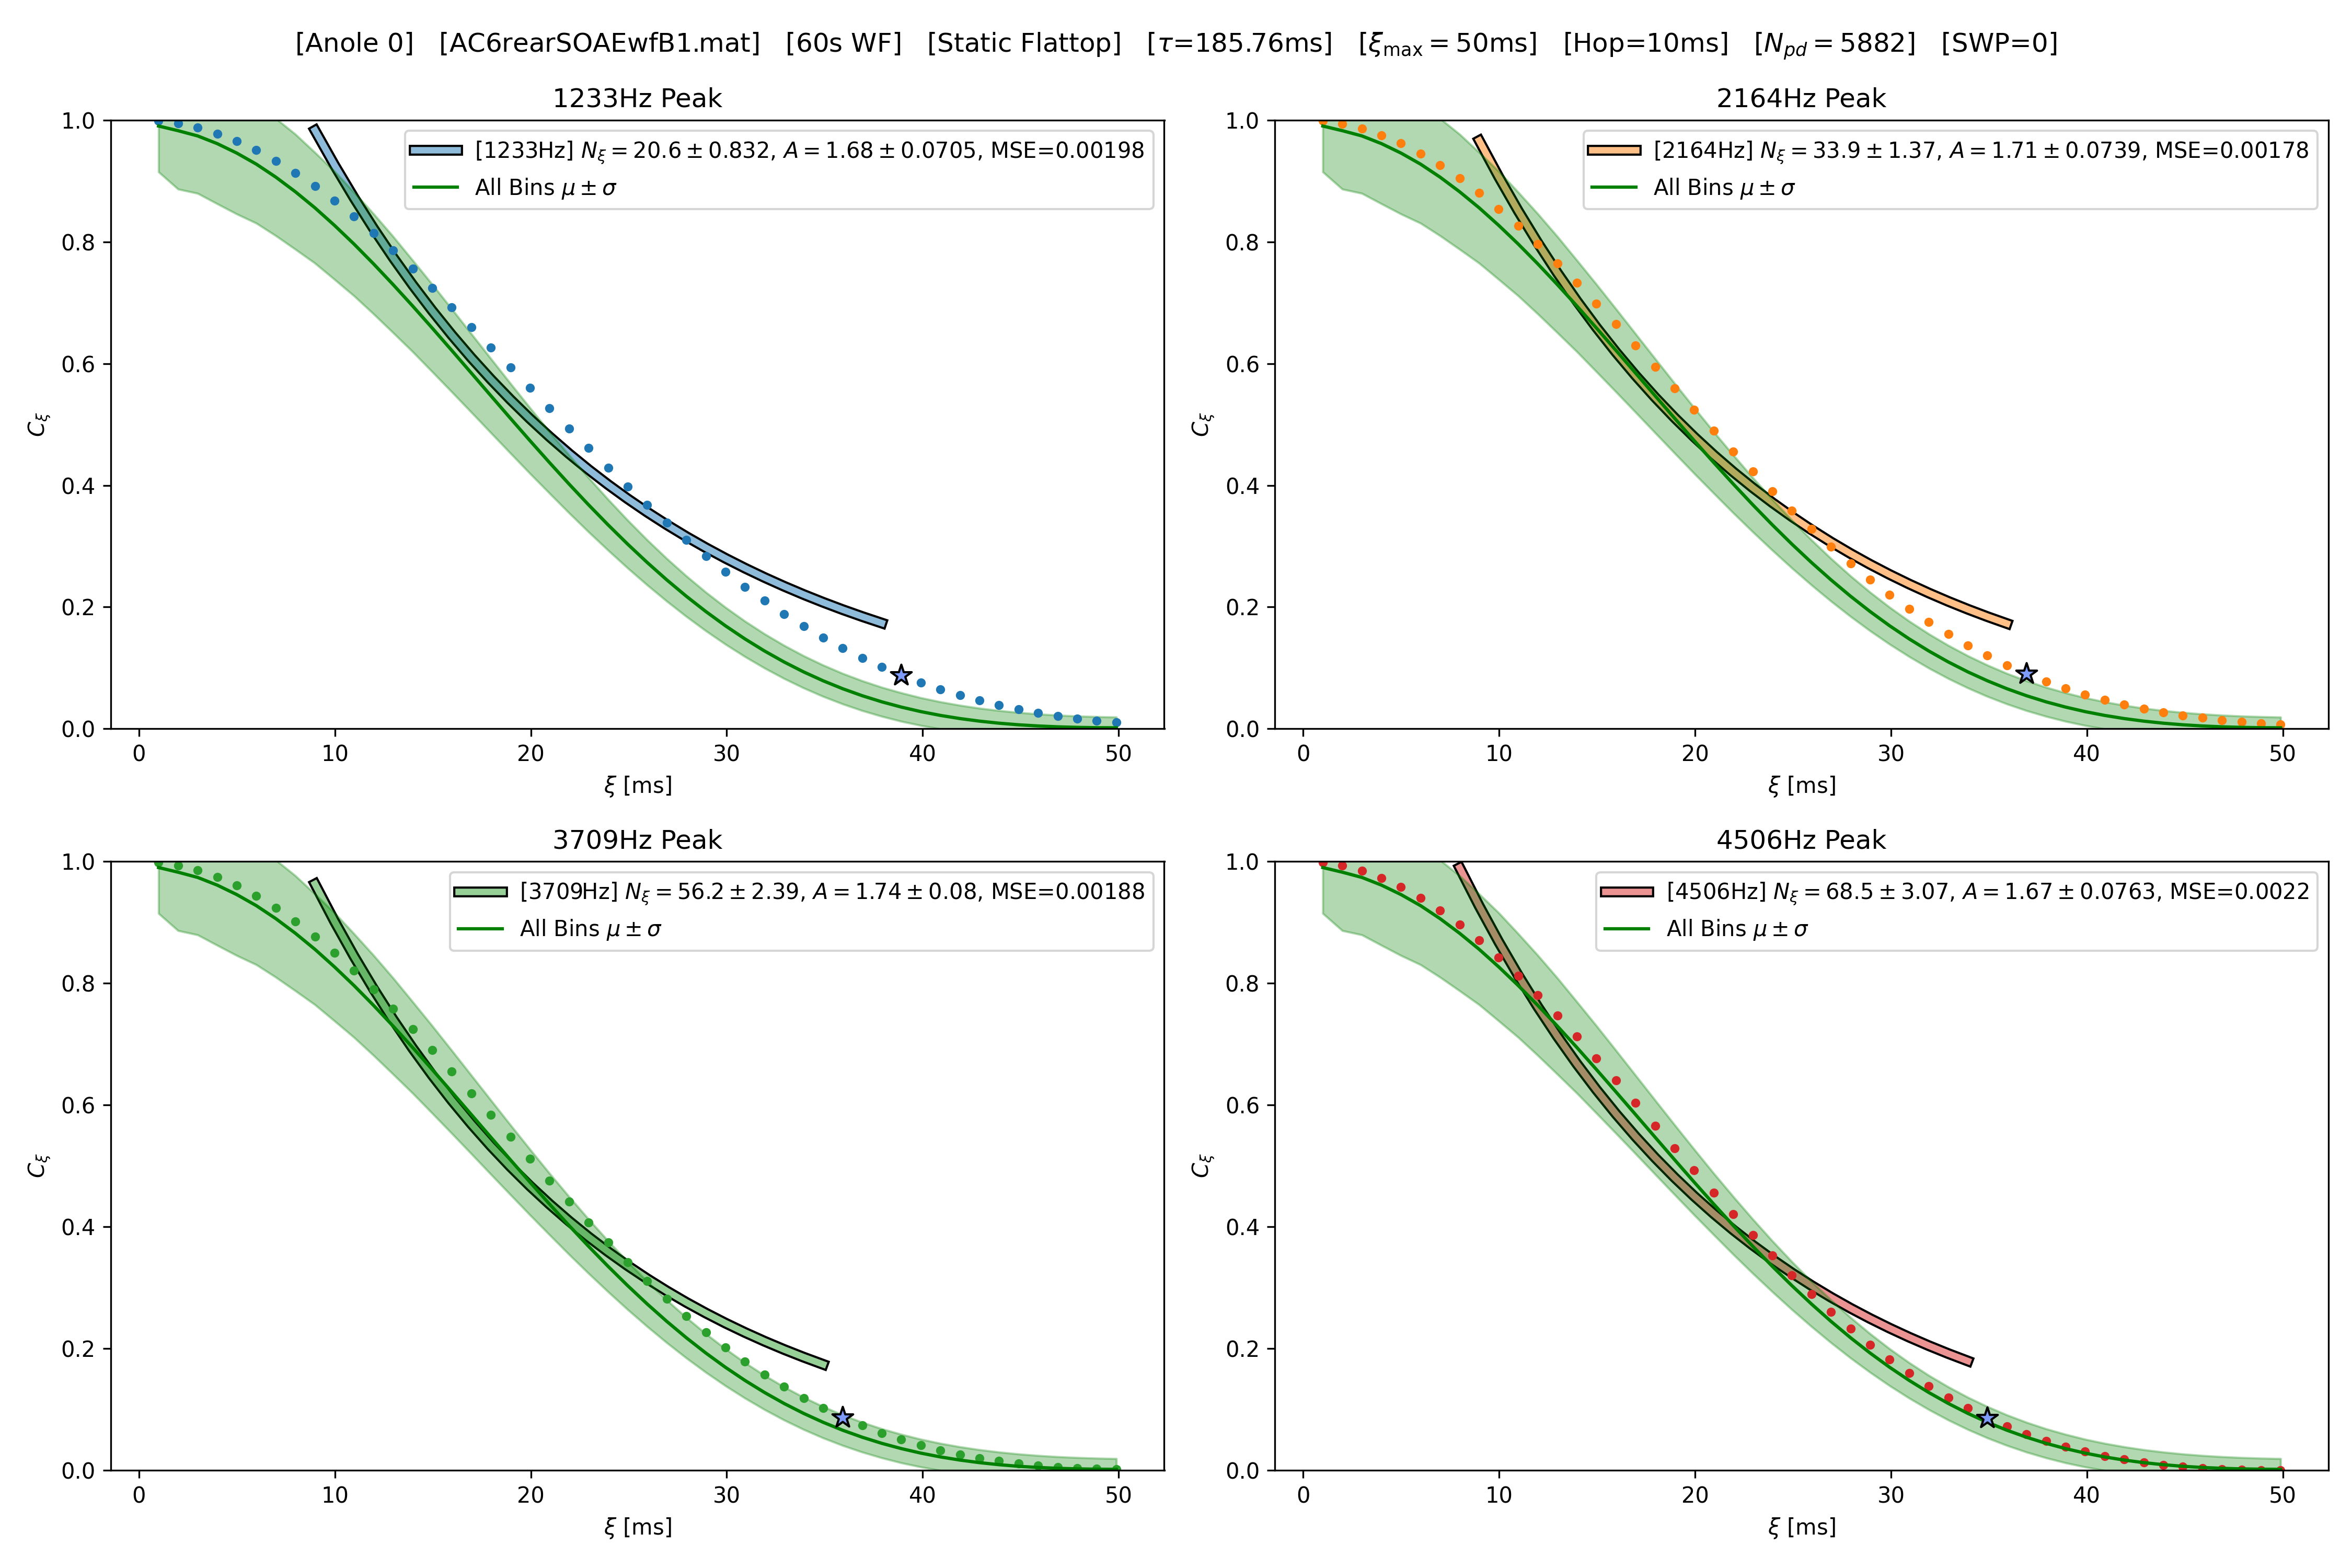 [Anole 0] [AC6rearSOAEwfB1.mat] [60s WF] [Static Flattop] [τ=185.76ms] [ξmax = 50ms] [Hop=10ms] [Npd = 5882] [SWP=0]
1233Hz Peak
[1233Hz] Nξ = 20.6 ± 0.832, A = 1.68 ± 0.0705, MSE=0.00198
All Bins μ ± σ
1.0
0.8
0.6
0.4
0.2
0.0
Cξ
0 10 20 30 40 50
ξ [ms]
2164Hz Peak
[2164Hz] Nξ = 33.9 ± 1.37, A = 1.71 ± 0.0739, MSE=0.00178
All Bins μ ± σ
1.0
0.8
0.6
0.4
0.2
0.0
Cξ
0 10 20 30 40 50
ξ [ms]
3709Hz Peak
[3709Hz] Nξ = 56.2 ± 2.39, A = 1.74 ± 0.08, MSE=0.00188
All Bins μ ± σ
1.0
0.8
0.6
0.4
0.2
0.0
Cξ
0 10 20 30 40 50
ξ [ms]
4506Hz Peak
[4506Hz] Nξ = 68.5 ± 3.07, A = 1.67 ± 0.0763, MSE=0.0022
All Bins μ ± σ
1.0
0.8
0.6
0.4
0.2
0.0
Cξ
0 10 20 30 40 50
ξ [ms]